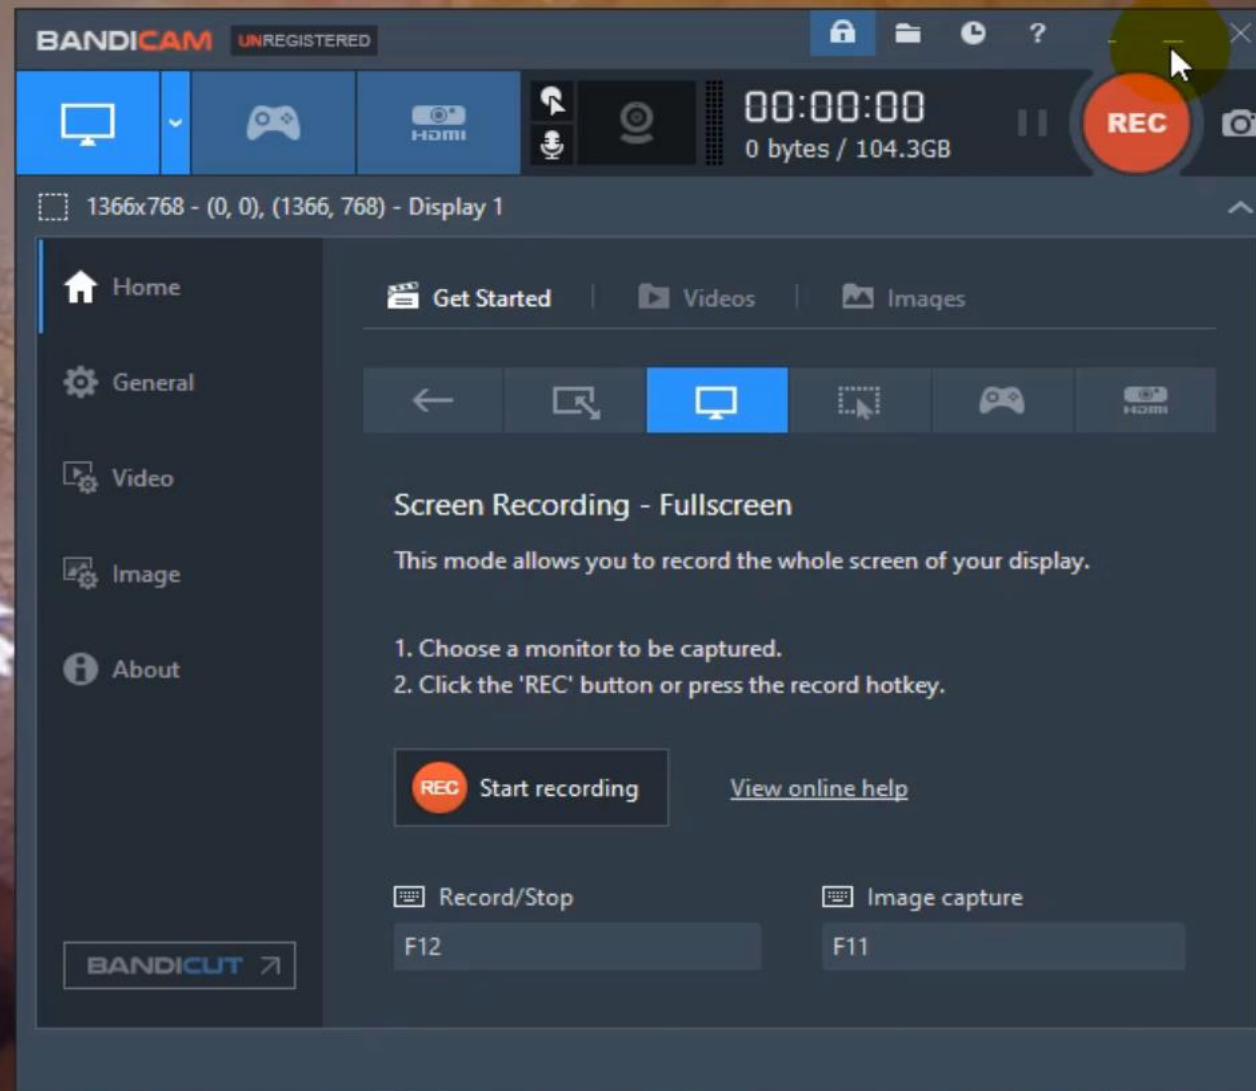 BANDICAM UNREGISTERED ?
HDMI
00:00:00
0 bytes / 104.3GB
REC
1366x768 - (0, 0), (1366, 768) - Display 1
Home
General
Video
Image
About
BANDICUT
Get Started
Videos
Images
HDMI
Screen Recording - Fullscreen
This mode allows you to record the whole screen of your display.
1. Choose a monitor to be captured.
2. Click the 'REC' button or press the record hotkey.
REC Start recording
View online help
Record/Stop
F12
Image capture
F11